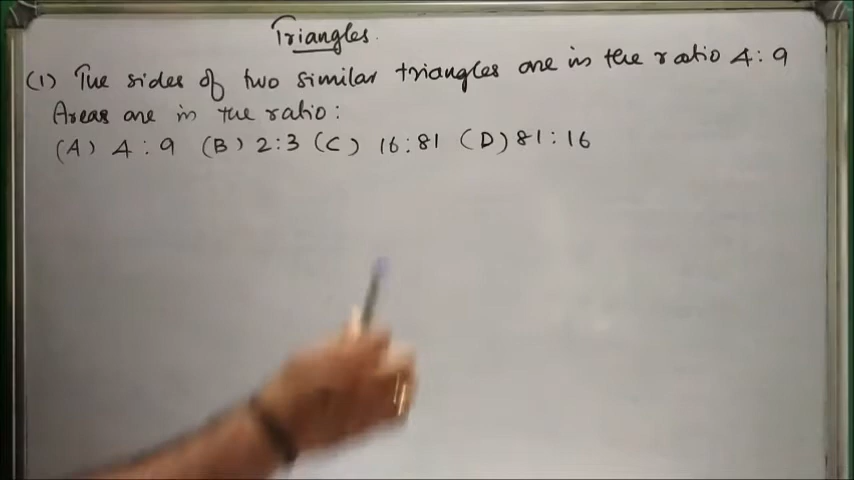 Triangles.
(1) The sides of two similar triangles are in the ratio 4:9
Areas are in the ratio:
(A) 4:9 (B) 2:3 (C) 16:81 (D) 81:16